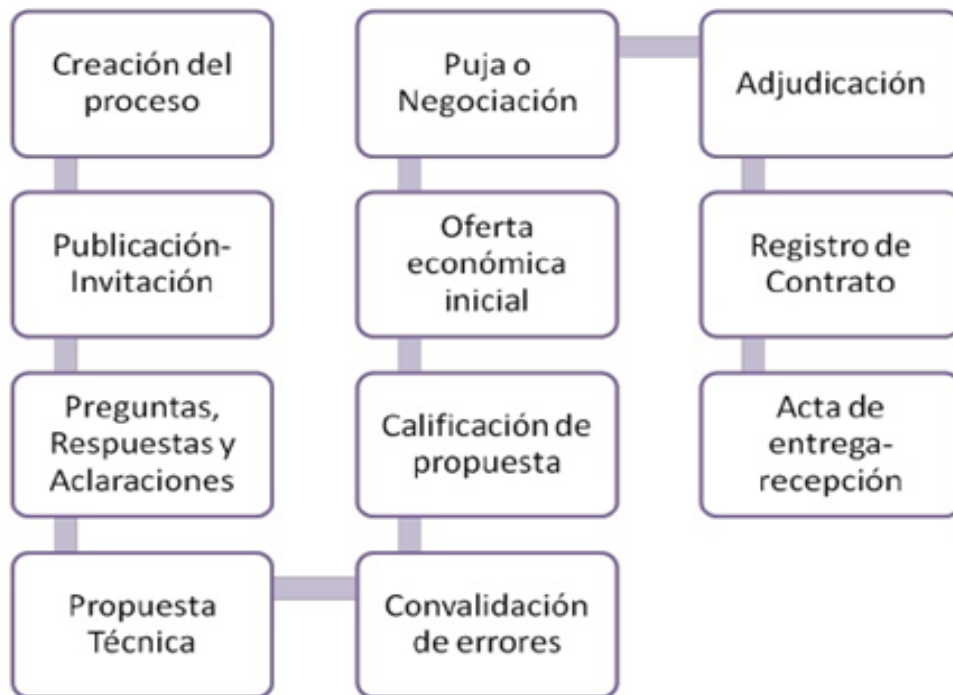 Creación del
proceso
Publicación-
Invitación
Preguntas,
Respuestas y
Aclaraciones
Propuesta
Técnica
Convalidación
de errores
Calificación de
propuesta
Oferta
económica
inicial
Puja o
Negociación
Adjudicación
Registro de
Contrato
Acta de
entrega-
recepción